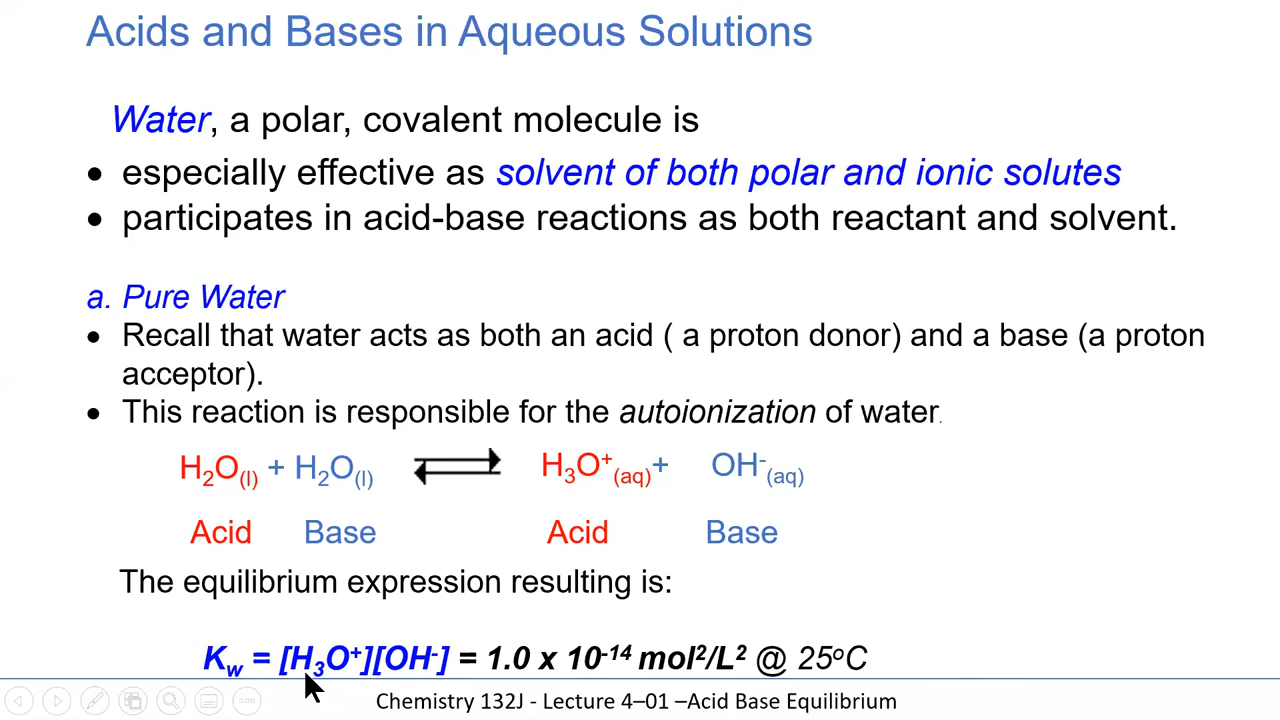 Acids and Bases in Aqueous Solutions
Water, a polar, covalent molecule is
• especially effective as solvent of both polar and ionic solutes
• participates in acid-base reactions as both reactant and solvent.
a. Pure Water
• Recall that water acts as both an acid ( a proton donor) and a base (a proton
acceptor).
• This reaction is responsible for the autoionization of water.
H₂O(l) + H₂O(l) ⇌ H₃O⁺(aq)+ OH⁻(aq)
Acid Base Acid Base
The equilibrium expression resulting is:
Kw = [H₃O⁺][OH⁻] = 1.0 x 10⁻¹⁴ mol²/L² @ 25ᵒC
Chemistry 132J - Lecture 4–01 –Acid Base Equilibrium